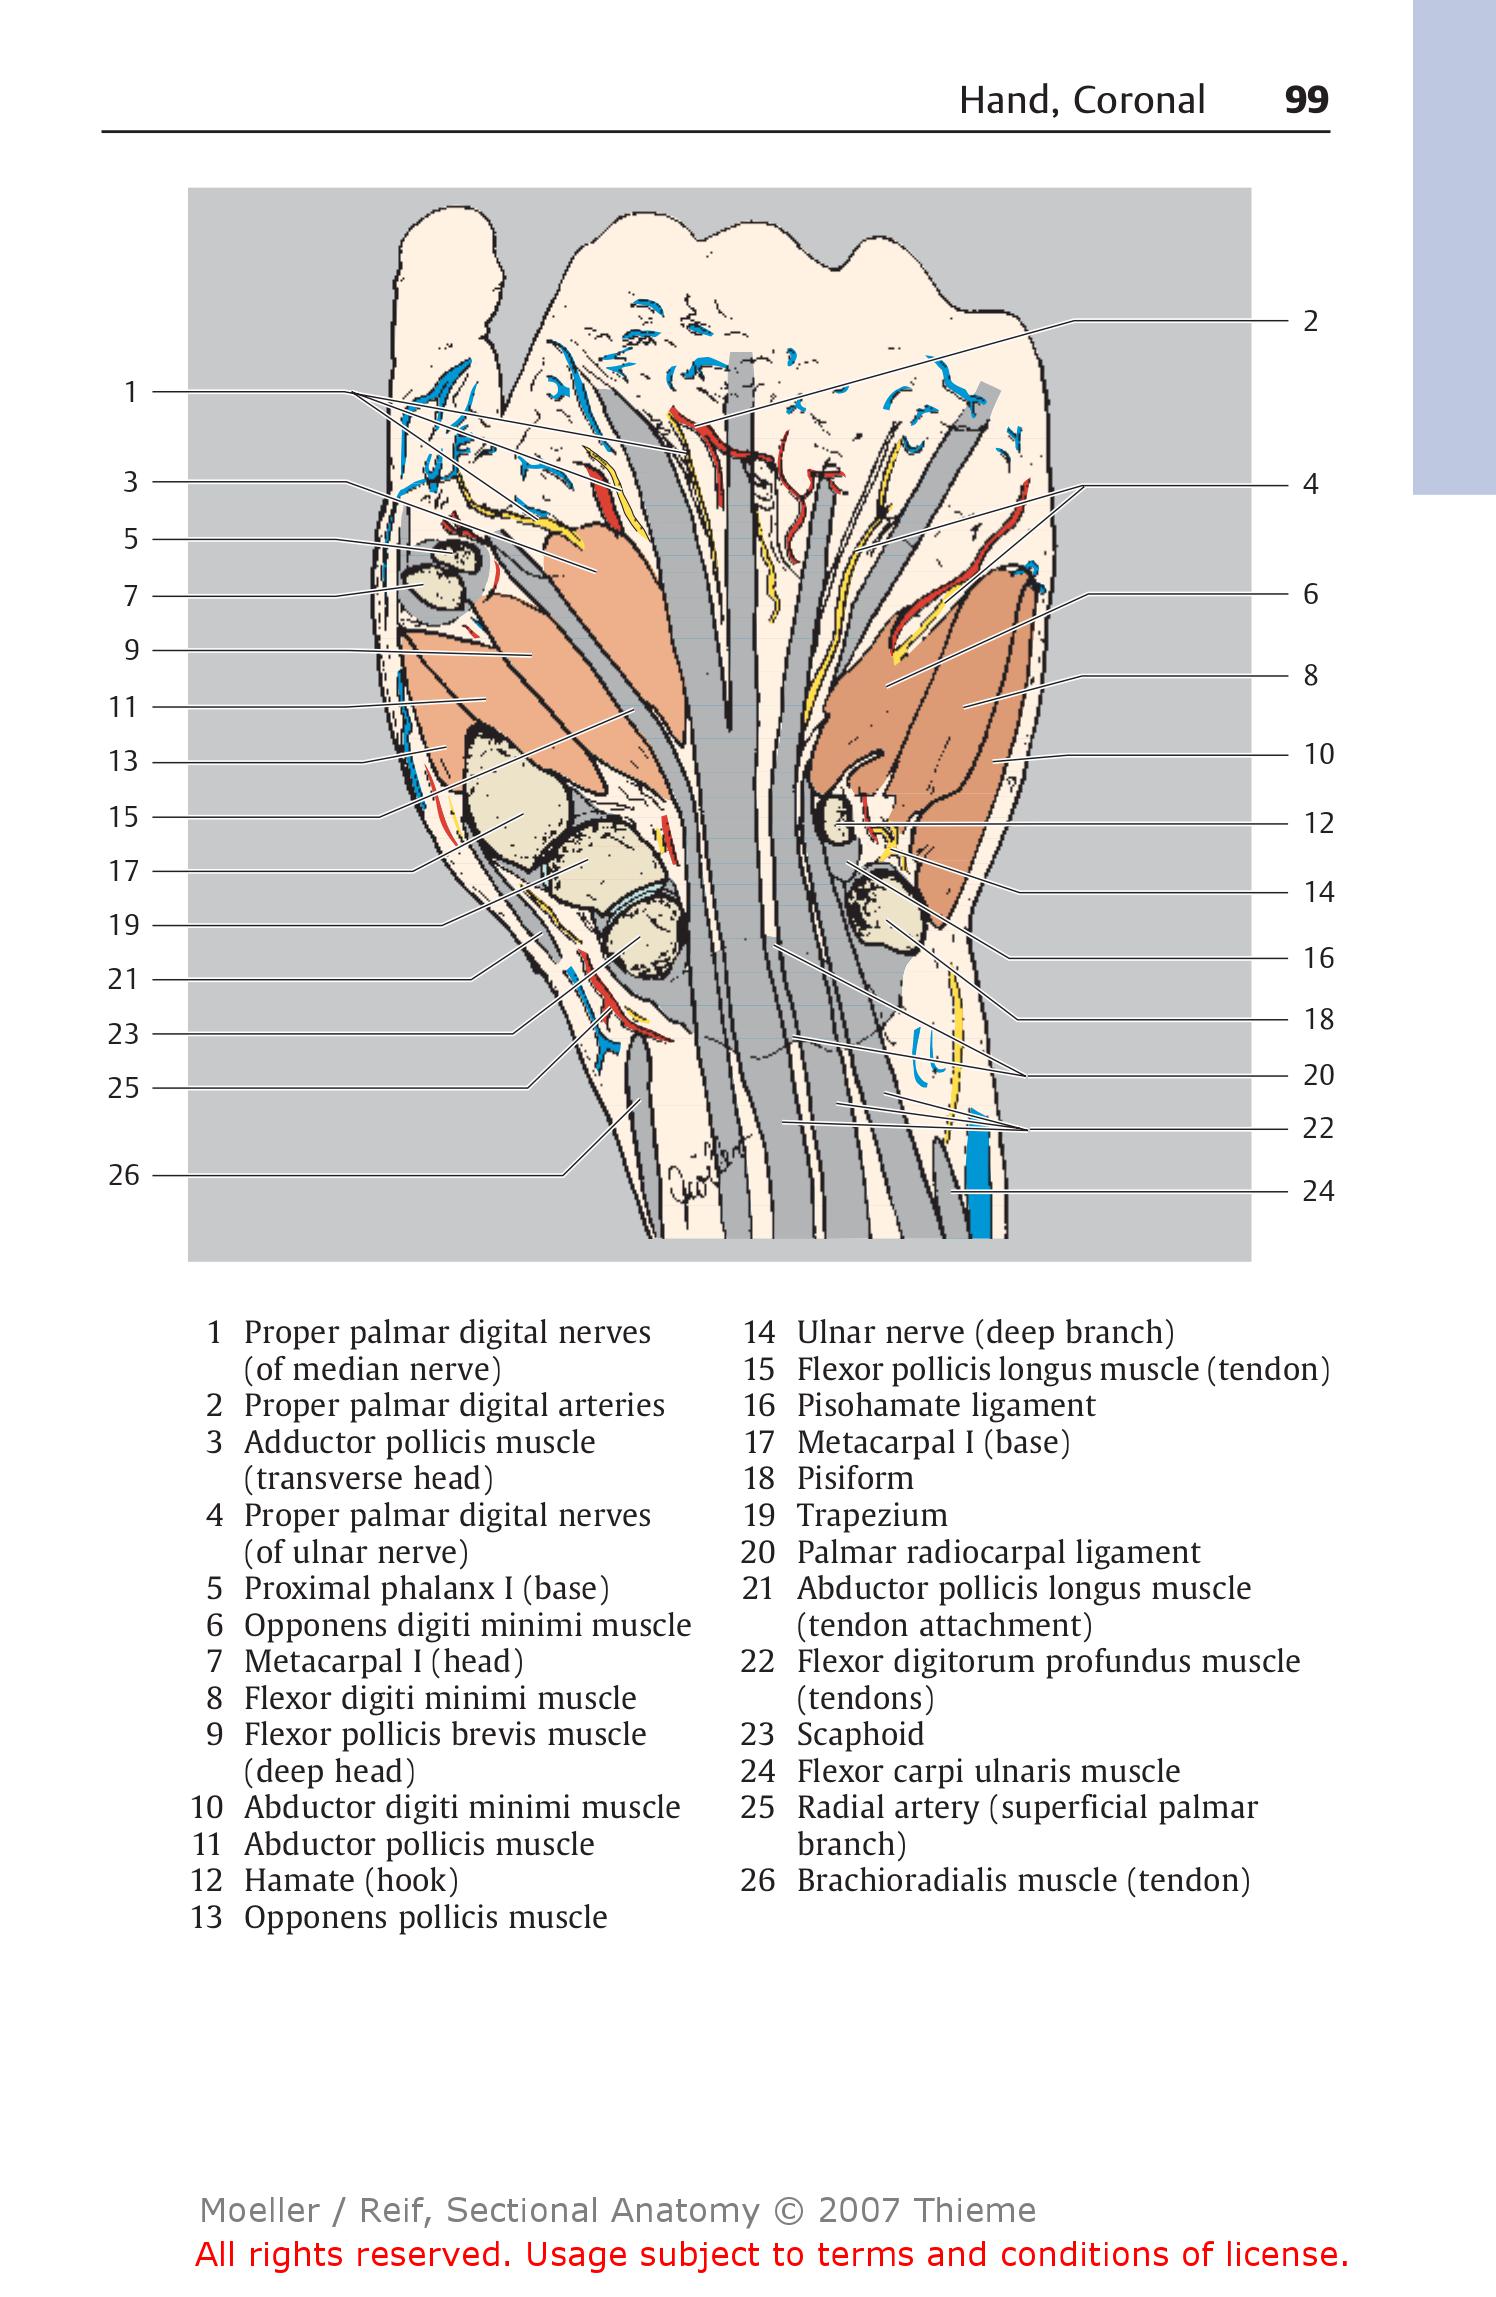 Hand, Coronal 99
1
3
5
7
9
11
13
15
17
19
21
23
25
26
2
4
6
8
10
12
14
16
18
20
22
24
1 Proper palmar digital nerves
(of median nerve)
2 Proper palmar digital arteries
3 Adductor pollicis muscle
(transverse head)
4 Proper palmar digital nerves
(of ulnar nerve)
5 Proximal phalanx I (base)
6 Opponens digiti minimi muscle
7 Metacarpal I (head)
8 Flexor digiti minimi muscle
9 Flexor pollicis brevis muscle
(deep head)
10 Abductor digiti minimi muscle
11 Abductor pollicis muscle
12 Hamate (hook)
13 Opponens pollicis muscle
14 Ulnar nerve (deep branch)
15 Flexor pollicis longus muscle (tendon)
16 Pisohamate ligament
17 Metacarpal I (base)
18 Pisiform
19 Trapezium
20 Palmar radiocarpal ligament
21 Abductor pollicis longus muscle
(tendon attachment)
22 Flexor digitorum profundus muscle
(tendons)
23 Scaphoid
24 Flexor carpi ulnaris muscle
25 Radial artery (superficial palmar
branch)
26 Brachioradialis muscle (tendon)
Moeller / Reif, Sectional Anatomy © 2007 Thieme
All rights reserved. Usage subject to terms and conditions of license.